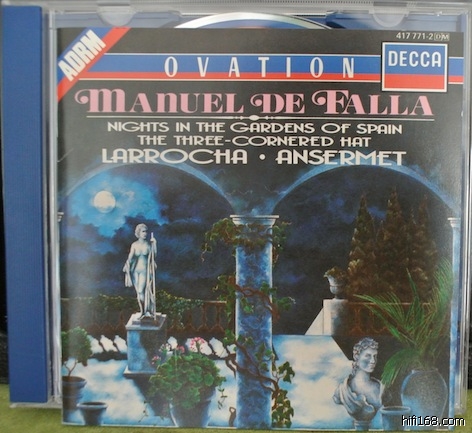 417 771-2 DM
ADRM
DECCA
OVATION
MANUEL DE FALLA
NIGHTS IN THE GARDENS OF SPAIN
THE THREE-CORNERED HAT
LARROCHA · ANSERMET
hifi168.com